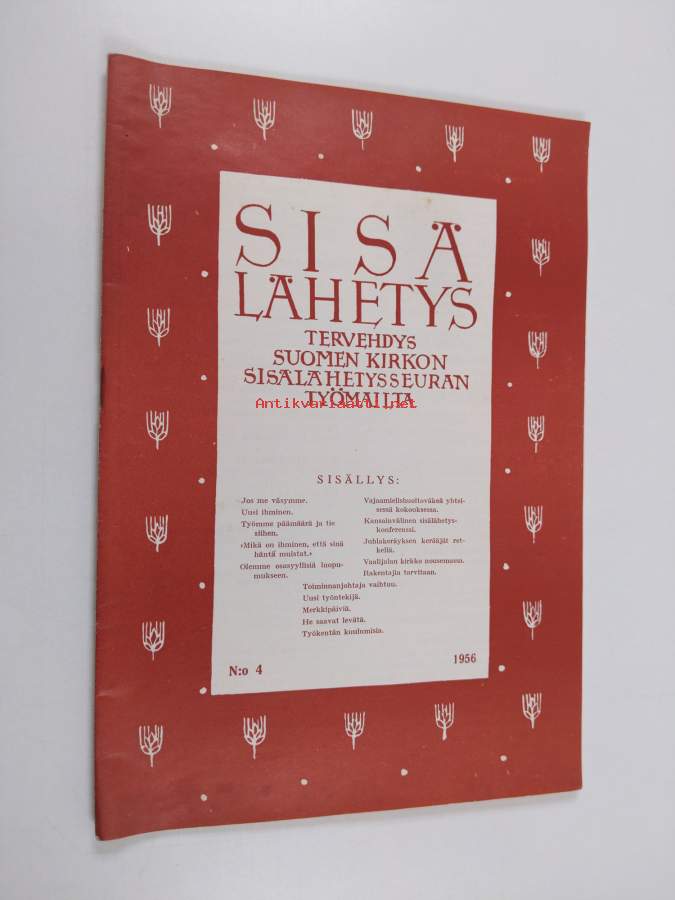 SISÄ
LÄHETYS
TERVEHDYS
SUOMEN KIRKON
SISÄLÄHETYSSEURAN
TYÖMAILTA
Antikvariaatti.net
SISÄLLYS:
Jos me väsymme.
Uusi ihminen.
Työmme päämäärä ja tie
siihen.
»Mikä on ihminen, että sinä
häntä muistat.»
Olemme osasyyllisiä luopu-
mukseen.
Vajaamielishuoltoväkeä yhtei-
sessä kokouksessa.
Kansainvälinen sisälähetys-
konferenssi.
Juhlakeräyksen kerääjät ret-
kellä.
Vaalijalan kirkko nousemassa.
Rakentajia tarvitaan.
Toiminnanjohtaja vaihtuu.
Uusi työntekijä.
Merkkipäiviä.
He saavat levätä.
Työkentän kuulumisia.
N:o 4
1956